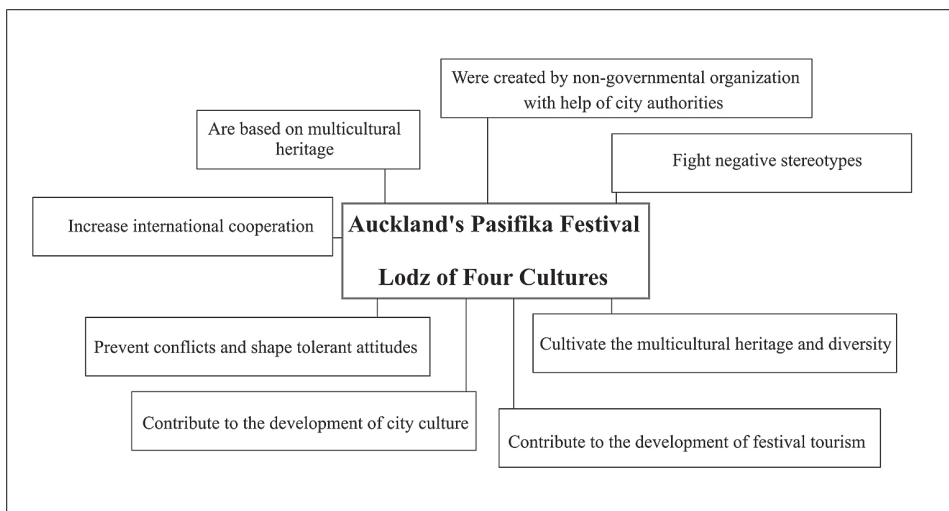 Were created by non-governmental organization
with help of city authorities
Are based on multicultural
heritage
Fight negative stereotypes
Increase international cooperation
Auckland's Pasifika Festival
Lodz of Four Cultures
Prevent conflicts and shape tolerant attitudes
Cultivate the multicultural heritage and diversity
Contribute to the development of city culture
Contribute to the development of festival tourism